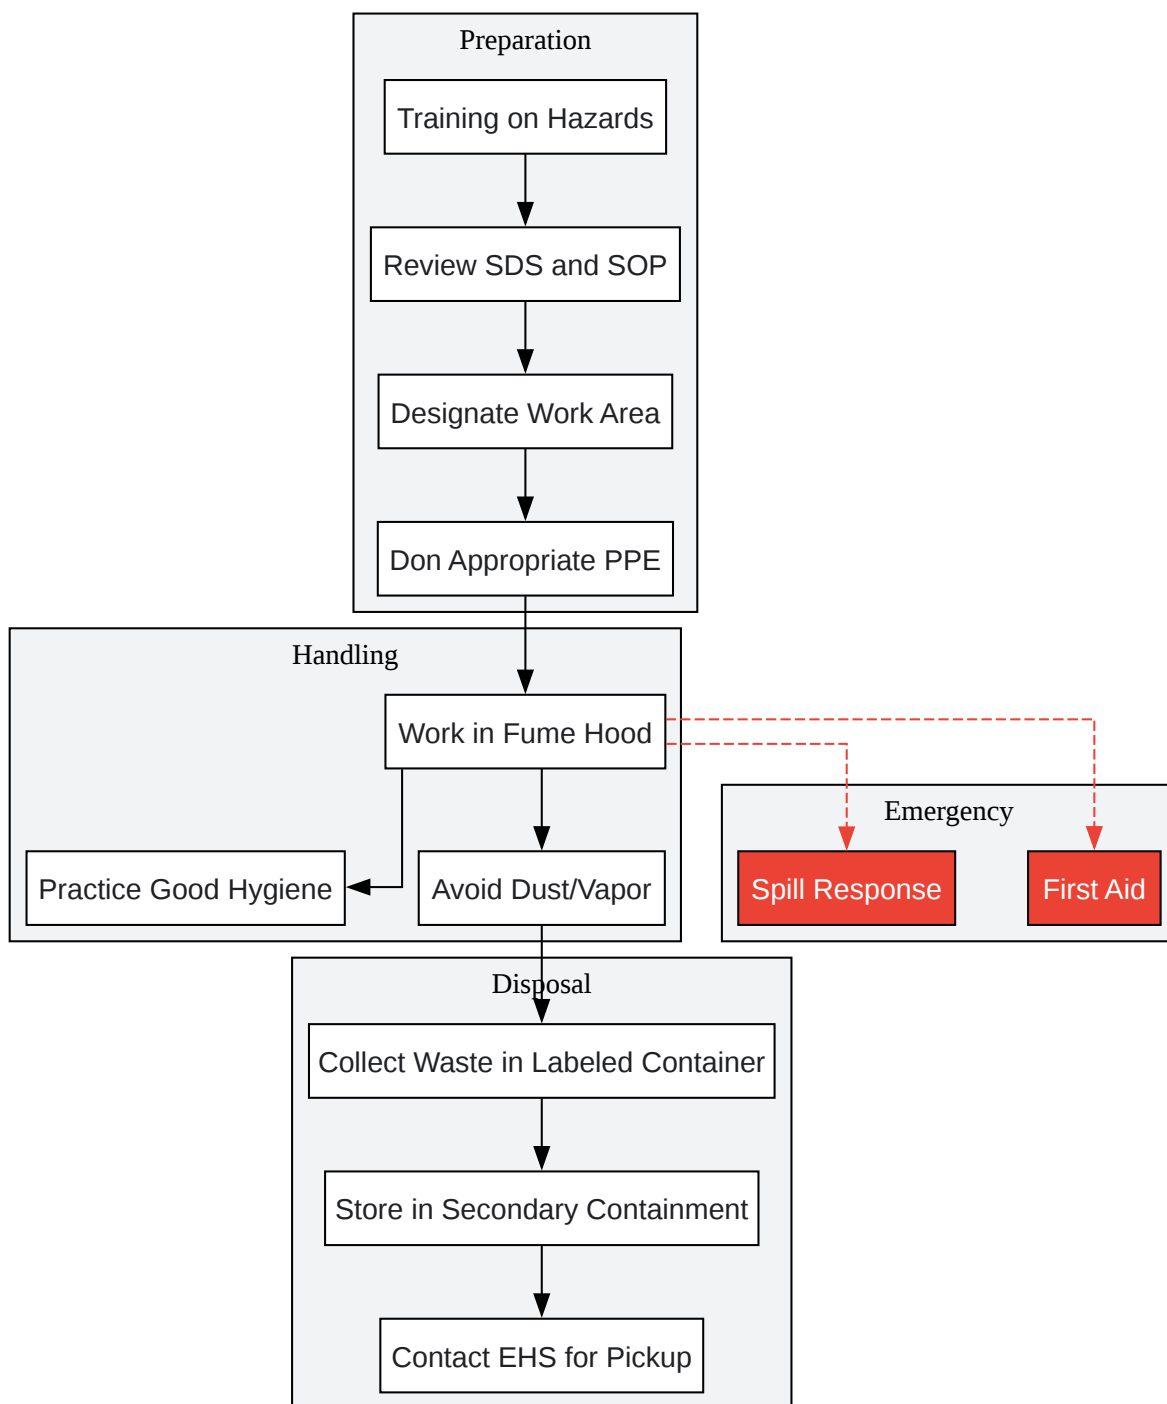 Preparation
Training on Hazards
Review SDS and SOP
Designate Work Area
Don Appropriate PPE
Handling
Work in Fume Hood
Practice Good Hygiene
Avoid Dust/Vapor
Emergency
Spill Response
First Aid
Disposal
Collect Waste in Labeled Container
Store in Secondary Containment
Contact EHS for Pickup